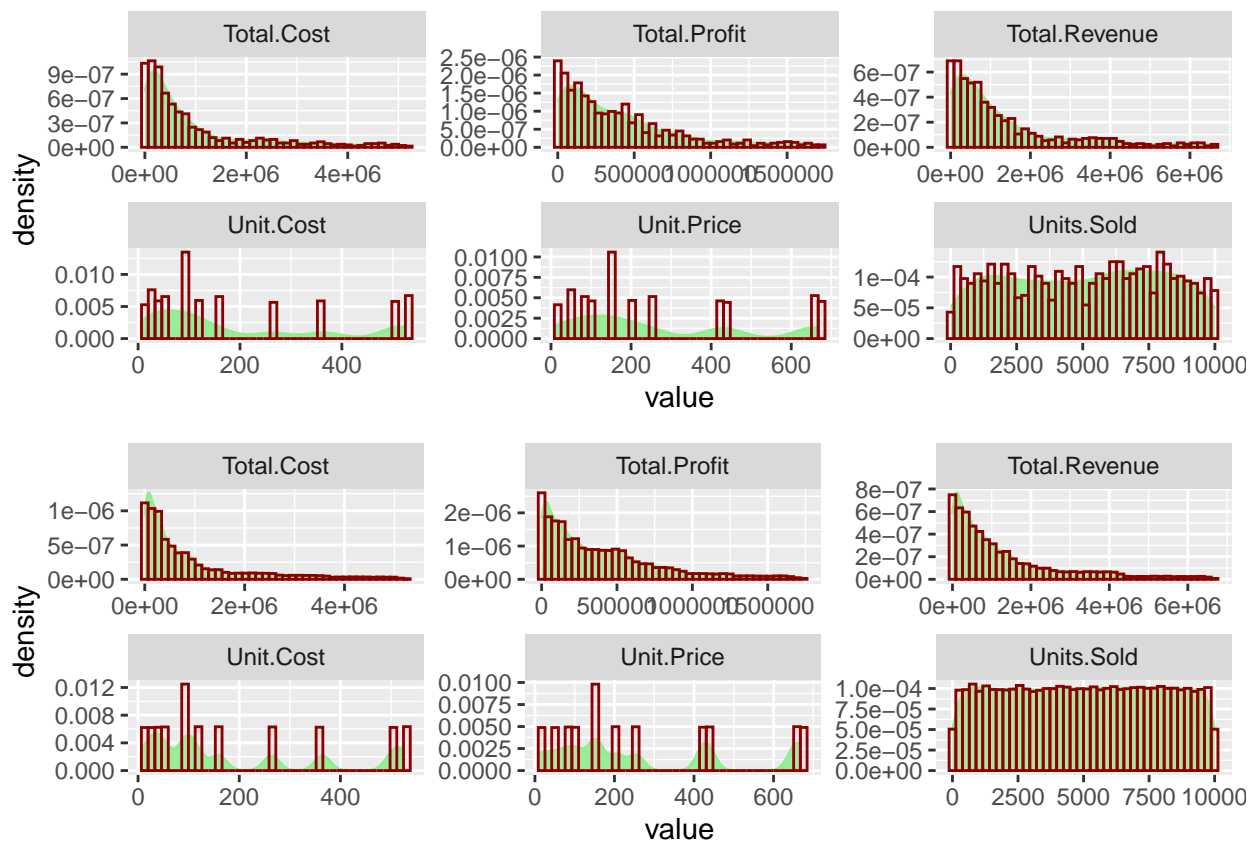 Total.Cost
Total.Profit
Total.Revenue
9e-07
6e-07
3e-07
0e+00
2.5e-06
2.0e-06
1.5e-06
1.0e-06
5.0e-07
0.0e+00
6e-07
4e-07
2e-07
0e+00
0e+00 2e+06 4e+06
0 500000 1000000 1500000
0e+00 2e+06 4e+06 6e+06
density
Unit.Cost
Unit.Price
Units.Sold
0.010
0.005
0.000
0.0100
0.0075
0.0050
0.0025
0.0000
1e-04
5e-05
0e+00
0 200 400
0 200 400 600
0 2500 5000 7500 10000
value
Total.Cost
Total.Profit
Total.Revenue
1e-06
5e-07
0e+00
2e-06
1e-06
0e+00
8e-07
6e-07
4e-07
2e-07
0e+00
0e+00 2e+06 4e+06
0 500000 1000000 1500000
0e+00 2e+06 4e+06 6e+06
density
Unit.Cost
Unit.Price
Units.Sold
0.012
0.008
0.004
0.000
0.0100
0.0075
0.0050
0.0025
0.0000
1.0e-04
7.5e-05
5.0e-05
2.5e-05
0.0e+00
0 200 400
0 200 400 600
0 2500 5000 7500 10000
value